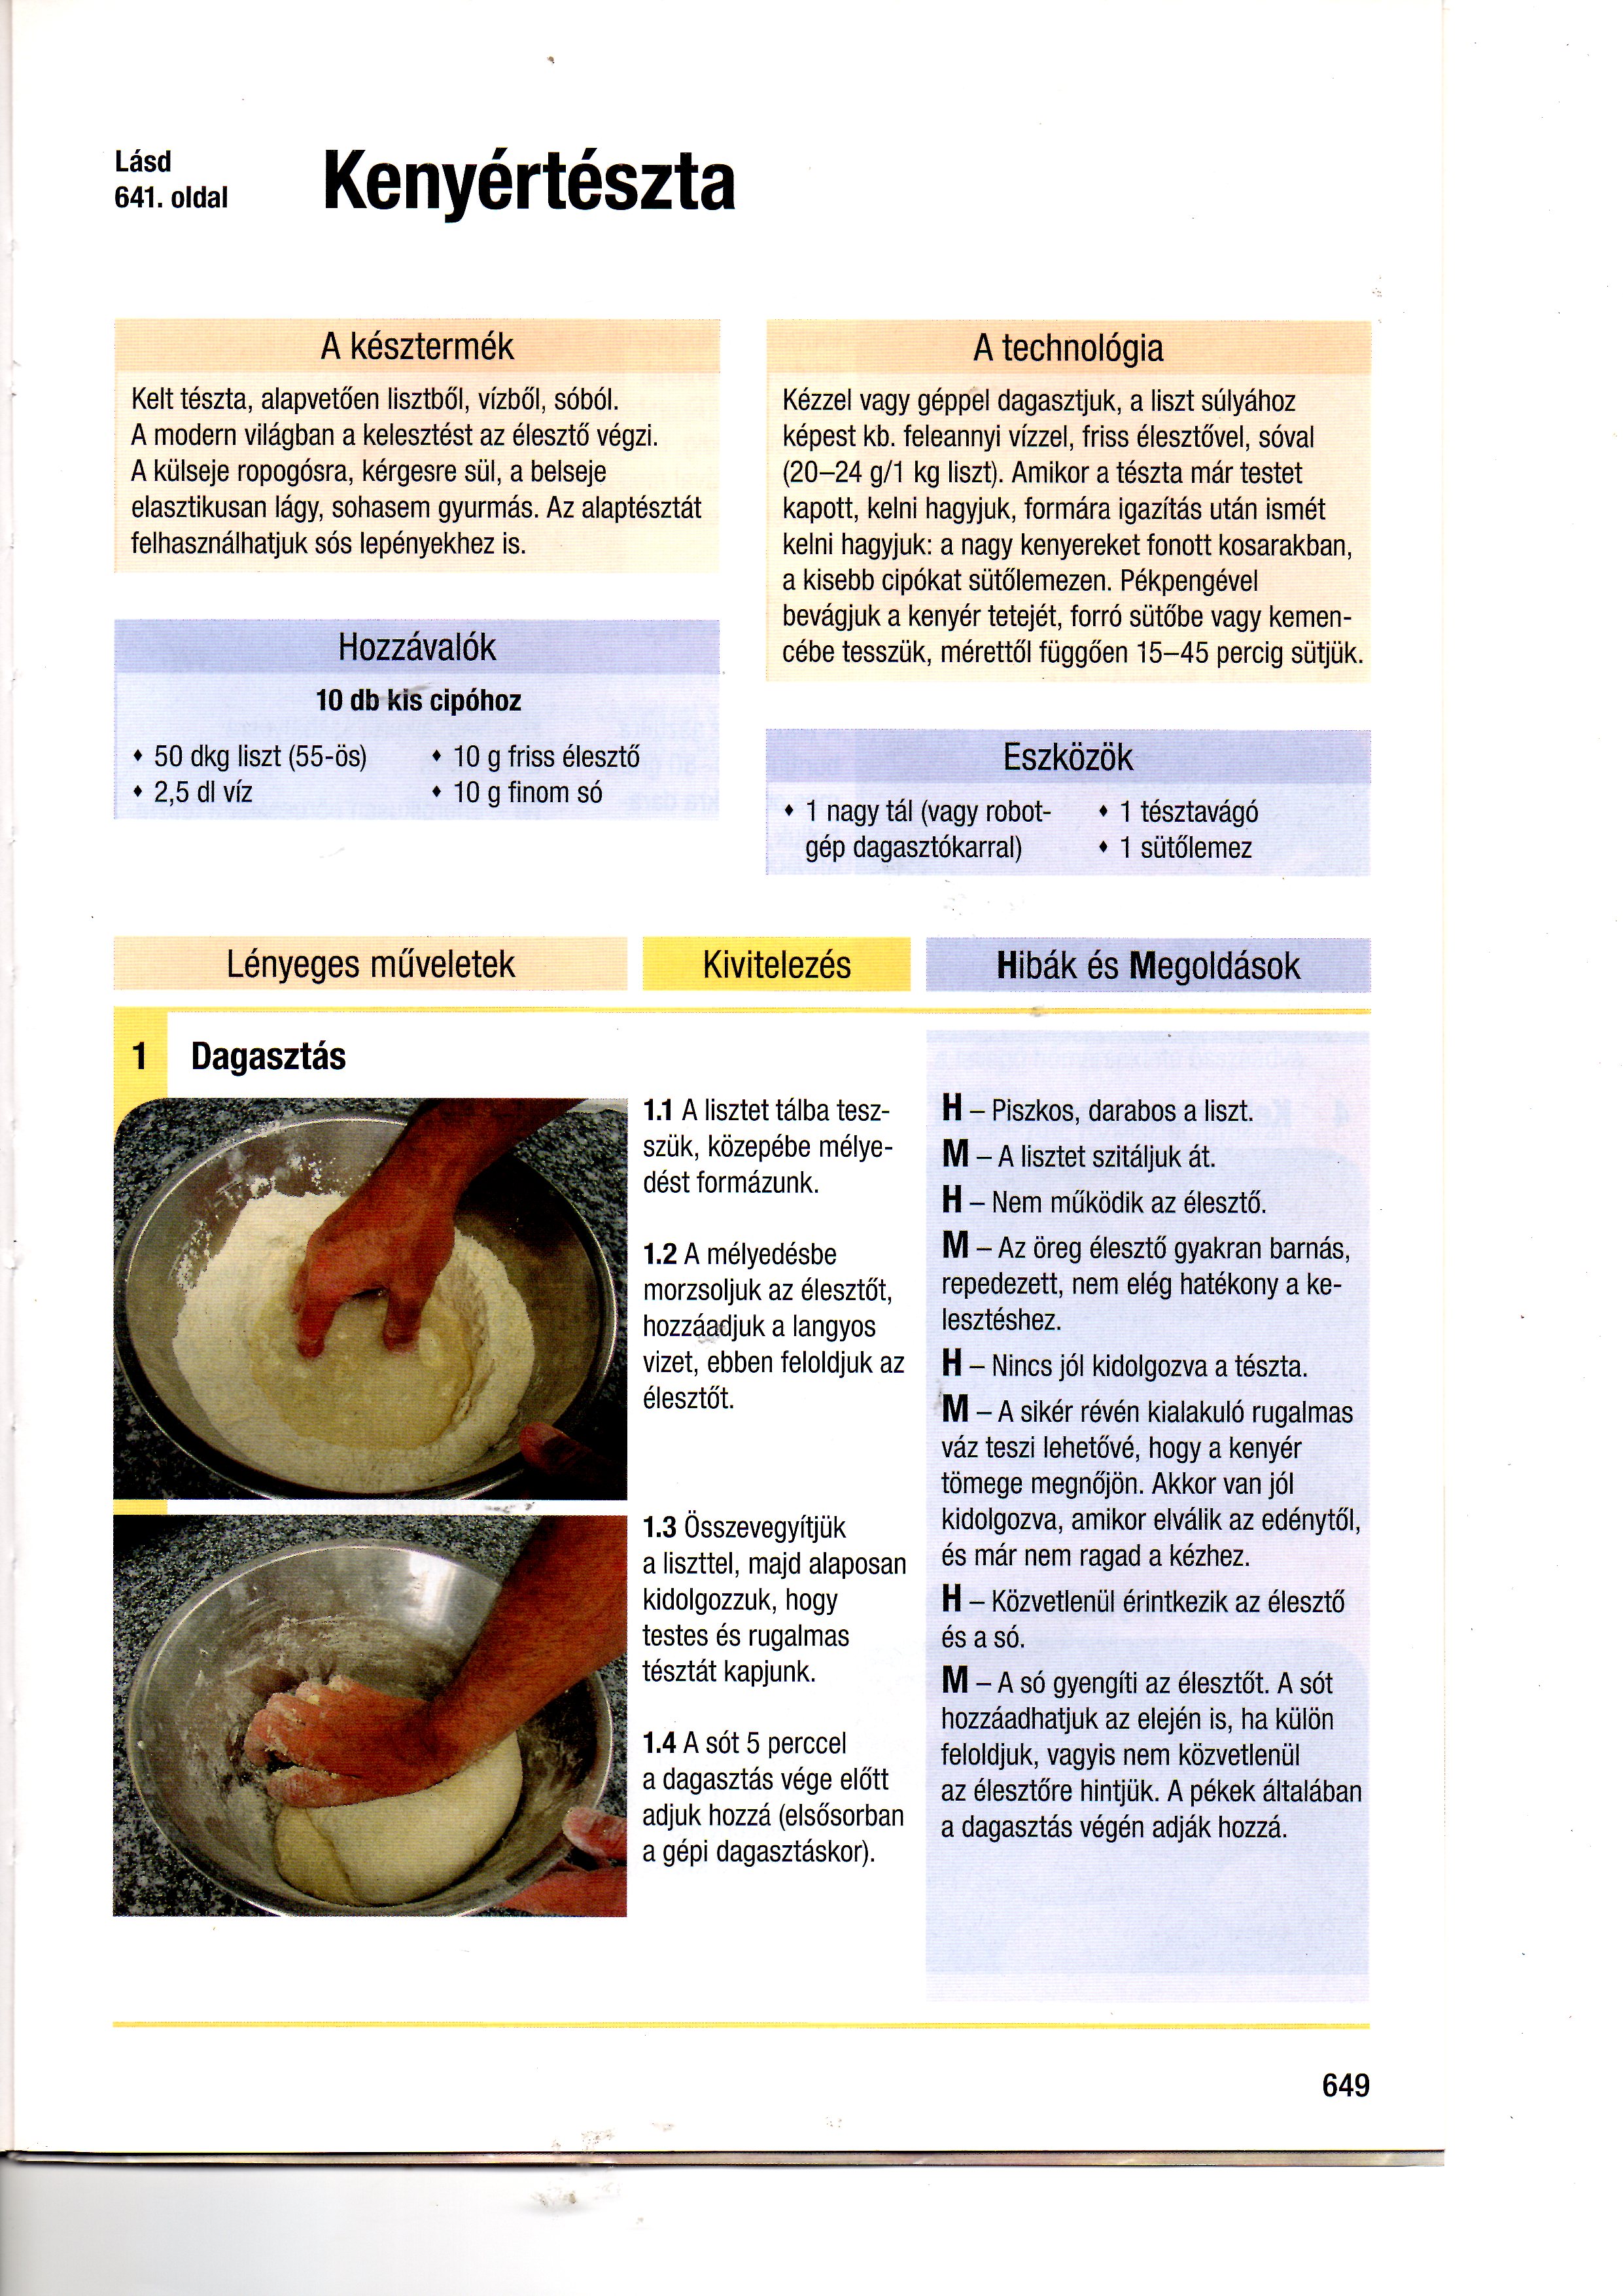 Lásd
641. oldal
Kenyértészta
A késztermék
Kelt tészta, alapvetően lisztből, vízből, sóból.
A modern világban a kelesztést az élesztő végzi.
A külseje ropogósra, kérgesre sül, a belseje
elasztikusan lágy, sohasem gyurmás. Az alaptésztát
felhasználhatjuk sós lepényekhez is.
Hozzávalók
10 db kis cipóhoz
♦ 50 dkg liszt (55-ös)
♦ 2,5 dl víz
♦ 10 g friss élesztő
♦ 10 g finom só
A technológia
Kézzel vagy géppel dagasztjuk, a liszt súlyához
képest kb. feleannyi vízzel, friss élesztővel, sóval
(20–24 g/1 kg liszt). Amikor a tészta már testet
kapott, kelni hagyjuk, formára igazítás után ismét
kelni hagyjuk: a nagy kenyereket fonott kosarakban,
a kisebb cipókat sütőlemezen. Pékpengével
bevágjuk a kenyér tetejét, forró sütőbe vagy kemen-
cébe tesszük, mérettől függően 15–45 percig sütjük.
Eszközök
♦ 1 nagy tál (vagy robot-
gép dagasztókarral)
♦ 1 tésztavágó
♦ 1 sütőlemez
Lényeges műveletek
Kivitelezés
Hibák és Megoldások
1 Dagasztás
1.1 A lisztet tálba tesz-
szük, közepébe mélye-
dést formázunk.
1.2 A mélyedésbe
morzsoljuk az élesztőt,
hozzáadjuk a langyos
vizet, ebben feloldjuk az
élesztőt.
1.3 Összevegyítjük
a liszttel, majd alaposan
kidolgozzuk, hogy
testes és rugalmas
tésztát kapjunk.
1.4 A sót 5 perccel
a dagasztás vége előtt
adjuk hozzá (elsősorban
a gépi dagasztáskor).
H – Piszkos, darabos a liszt.
M – A lisztet szitáljuk át.
H – Nem működik az élesztő.
M – Az öreg élesztő gyakran barnás,
repedezett, nem elég hatékony a ke-
lesztéshez.
H – Nincs jól kidolgozva a tészta.
M – A sikér révén kialakuló rugalmas
váz teszi lehetővé, hogy a kenyér
tömege megnőjön. Akkor van jól
kidolgozva, amikor elválik az edénytől,
és már nem ragad a kézhez.
H – Közvetlenül érintkezik az élesztő
és a só.
M – A só gyengíti az élesztőt. A sót
hozzáadhatjuk az elején is, ha külön
feloldjuk, vagyis nem közvetlenül
az élesztőre hintjük. A pékek általában
a dagasztás végén adják hozzá.
649